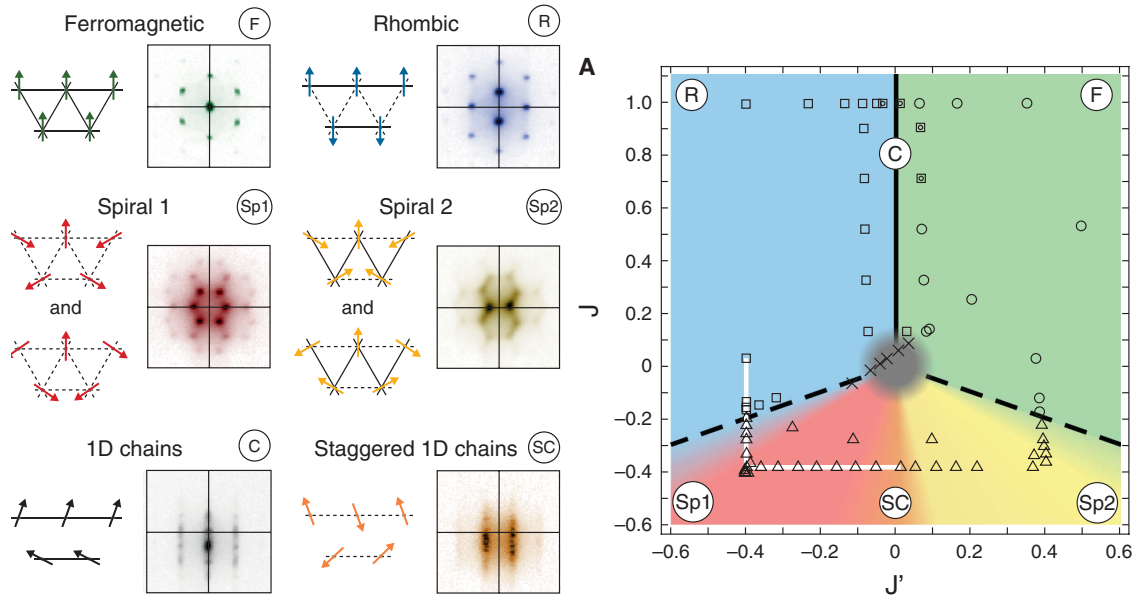 Ferromagnetic
F
Rhombic
R
Spiral 1
Sp1
and
Spiral 2
Sp2
and
1D chains
C
Staggered 1D chains
SC
A
R
F
C
Sp1
SC
Sp2
J
1.0
0.8
0.6
0.4
0.2
0
−0.2
−0.4
−0.6
−0.6
−0.4
−0.2
0
0.2
0.4
0.6
J'